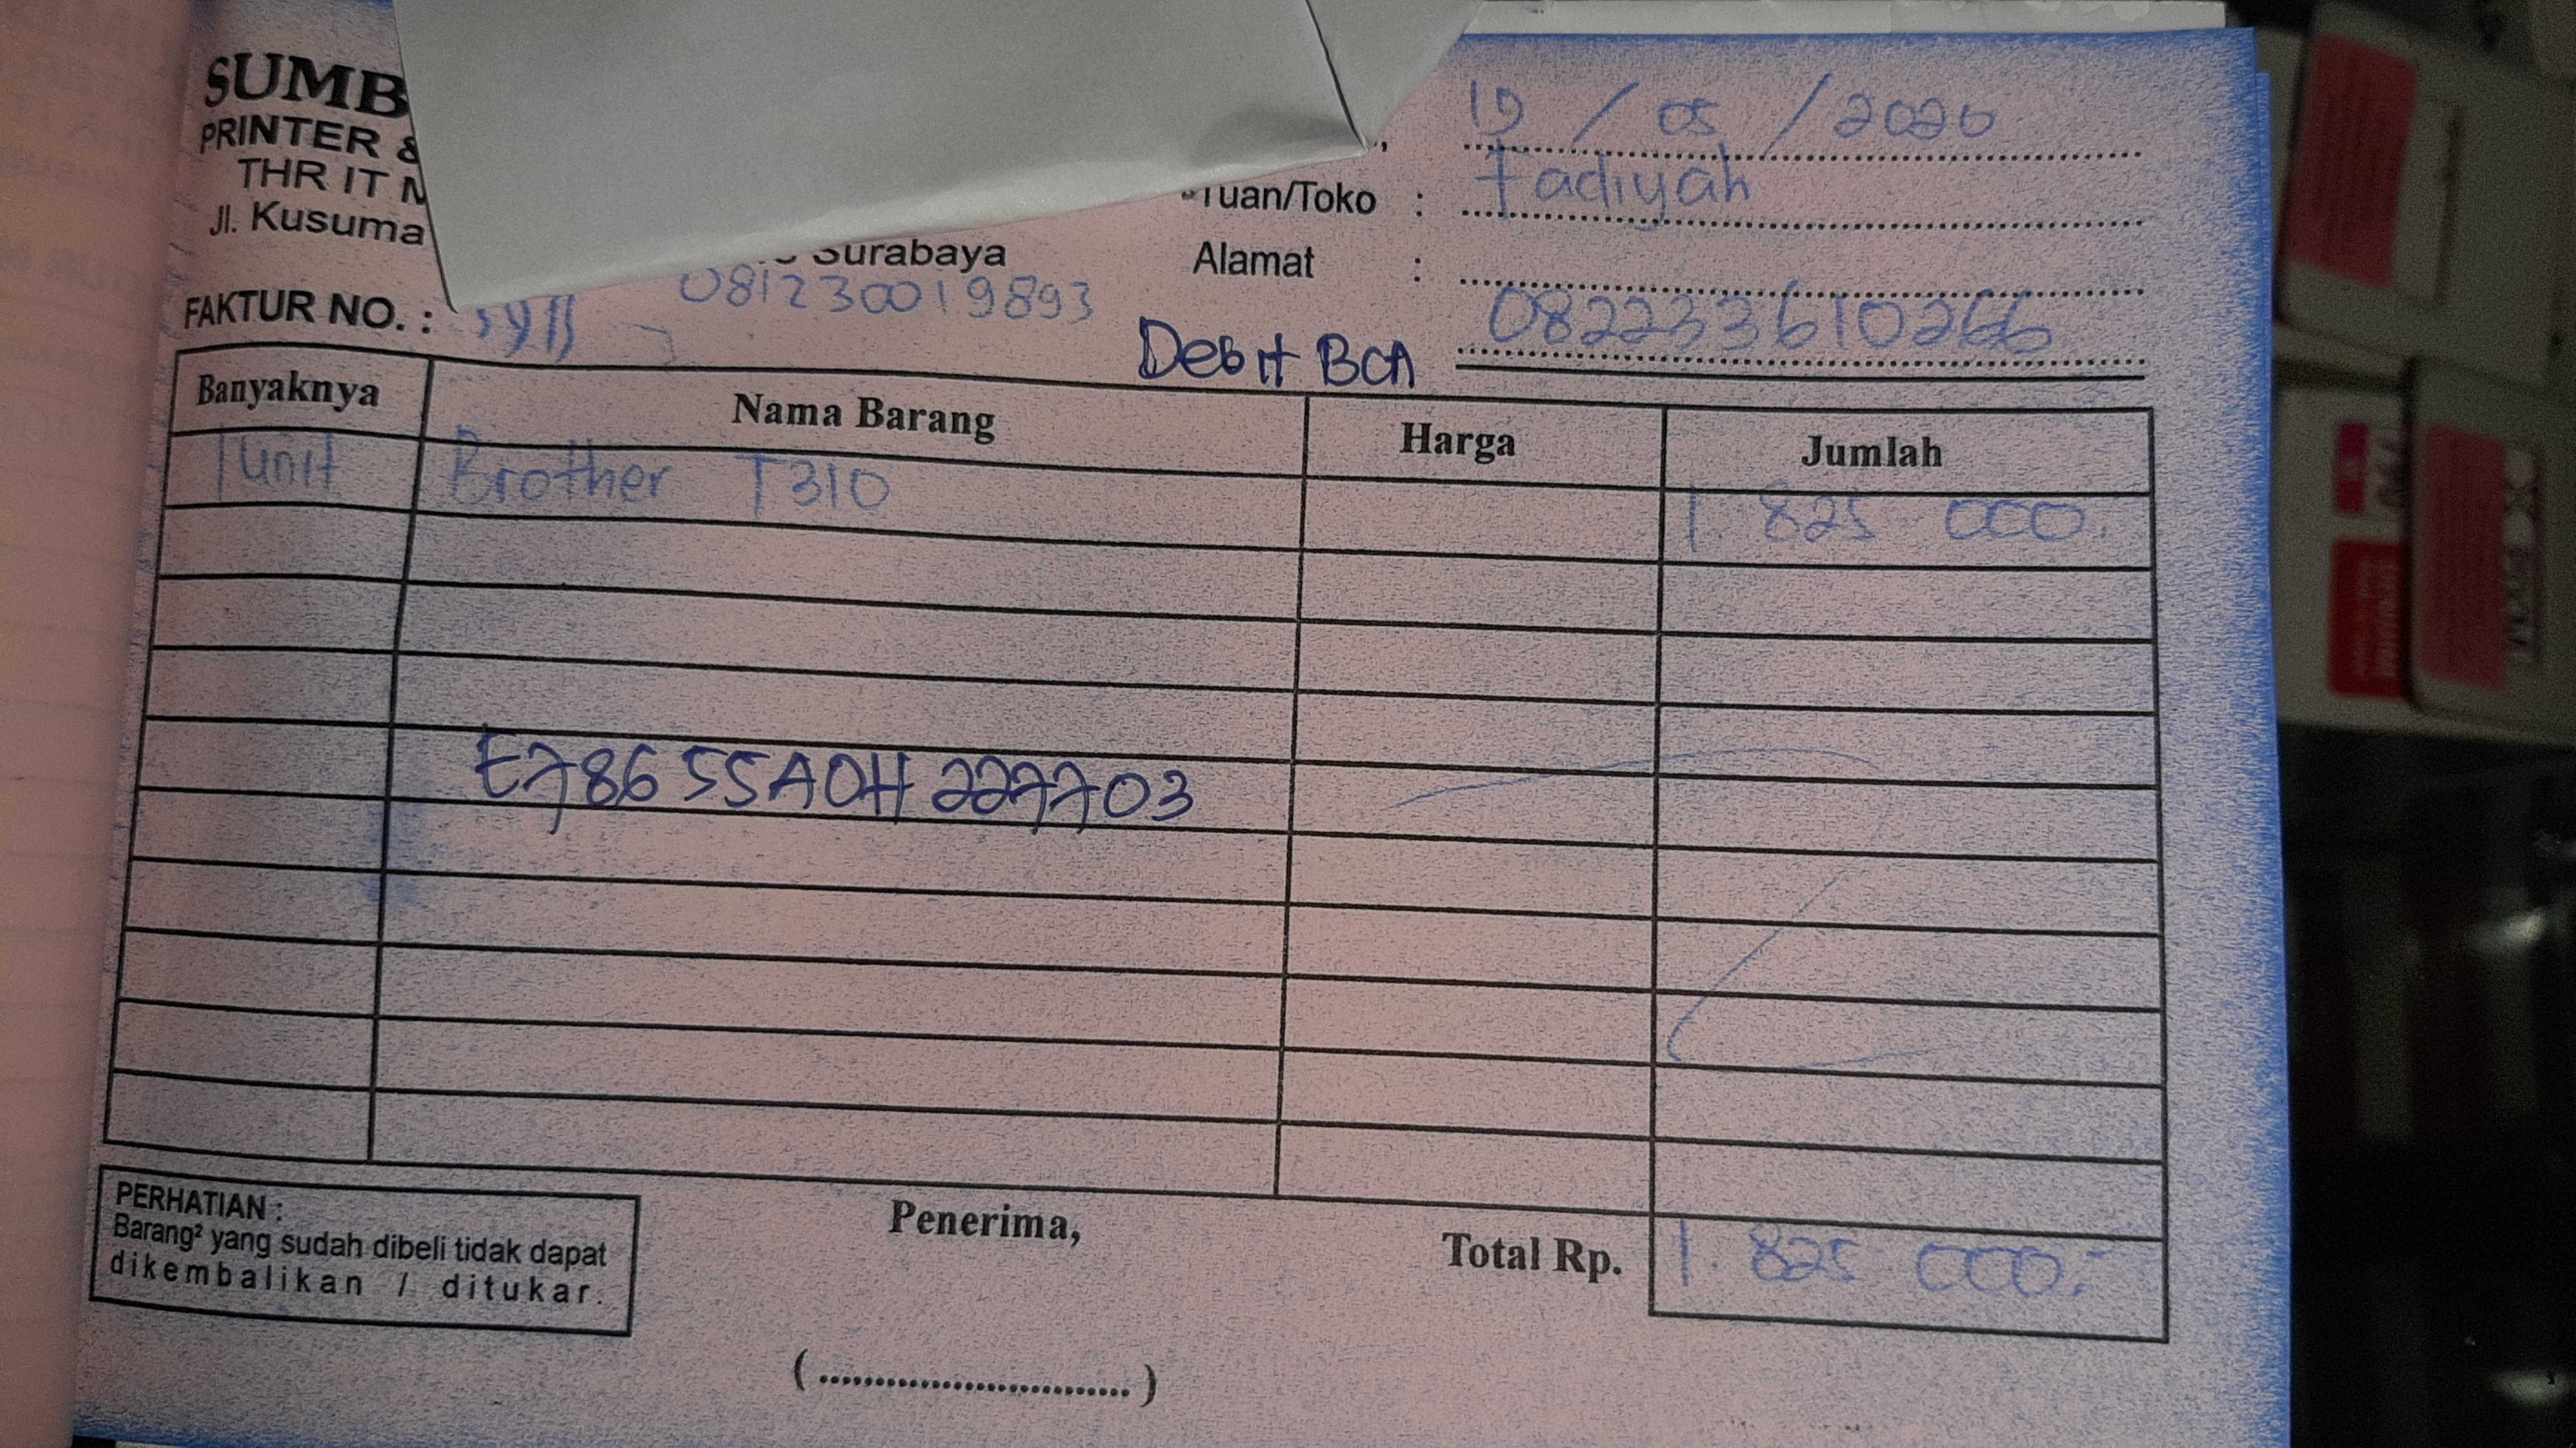 SUMB
PRINTER &
THR IT M
Jl. Kusuma
Surabaya
081230019893
19 / 05 / 2020
Tuan/Toko : Fadiyah
Alamat :
082233610266
FAKTUR NO. :
Debit BCA
Banyaknya Nama Barang Harga Jumlah
1 unit Brother T310 1.825 000.
E78655A0H227703
PERHATIAN :
Barang² yang sudah dibeli tidak dapat
dikembalikan / ditukar.
Penerima,
Total Rp. 1.825 000.-
(..............................)